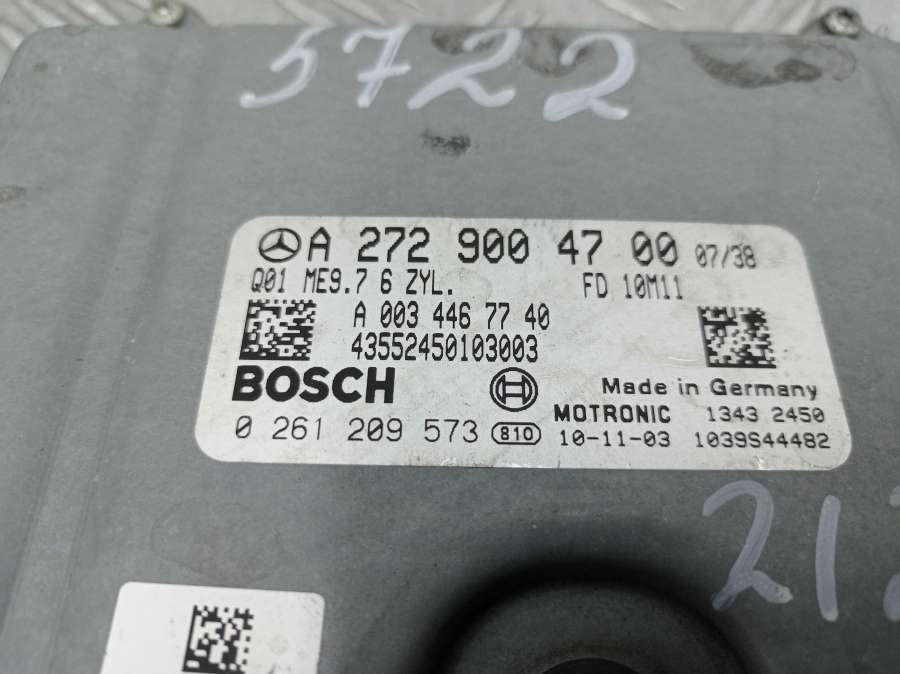 5722
A 272 900 47 00 07/38
Q01 ME9.7 6 ZYL. FD 10M11
A 003 446 77 40
43552450103003
BOSCH Made in Germany
MOTRONIC 1343 2450
0 261 209 573 810 10-11-03 1039S44482
212